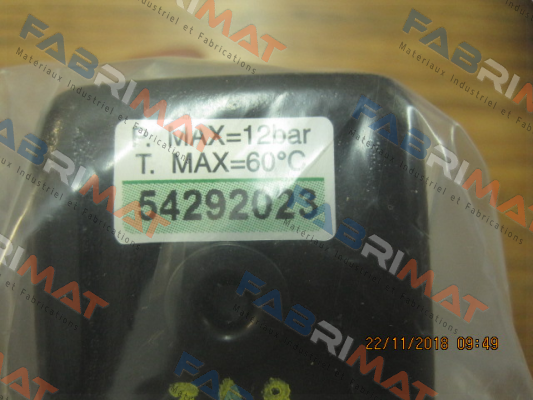 FABRIMAT
Materiaux Industriel et Fabrications
P. MAX=12bar
T. MAX=60°C
54292023
22/11/2018 09:49